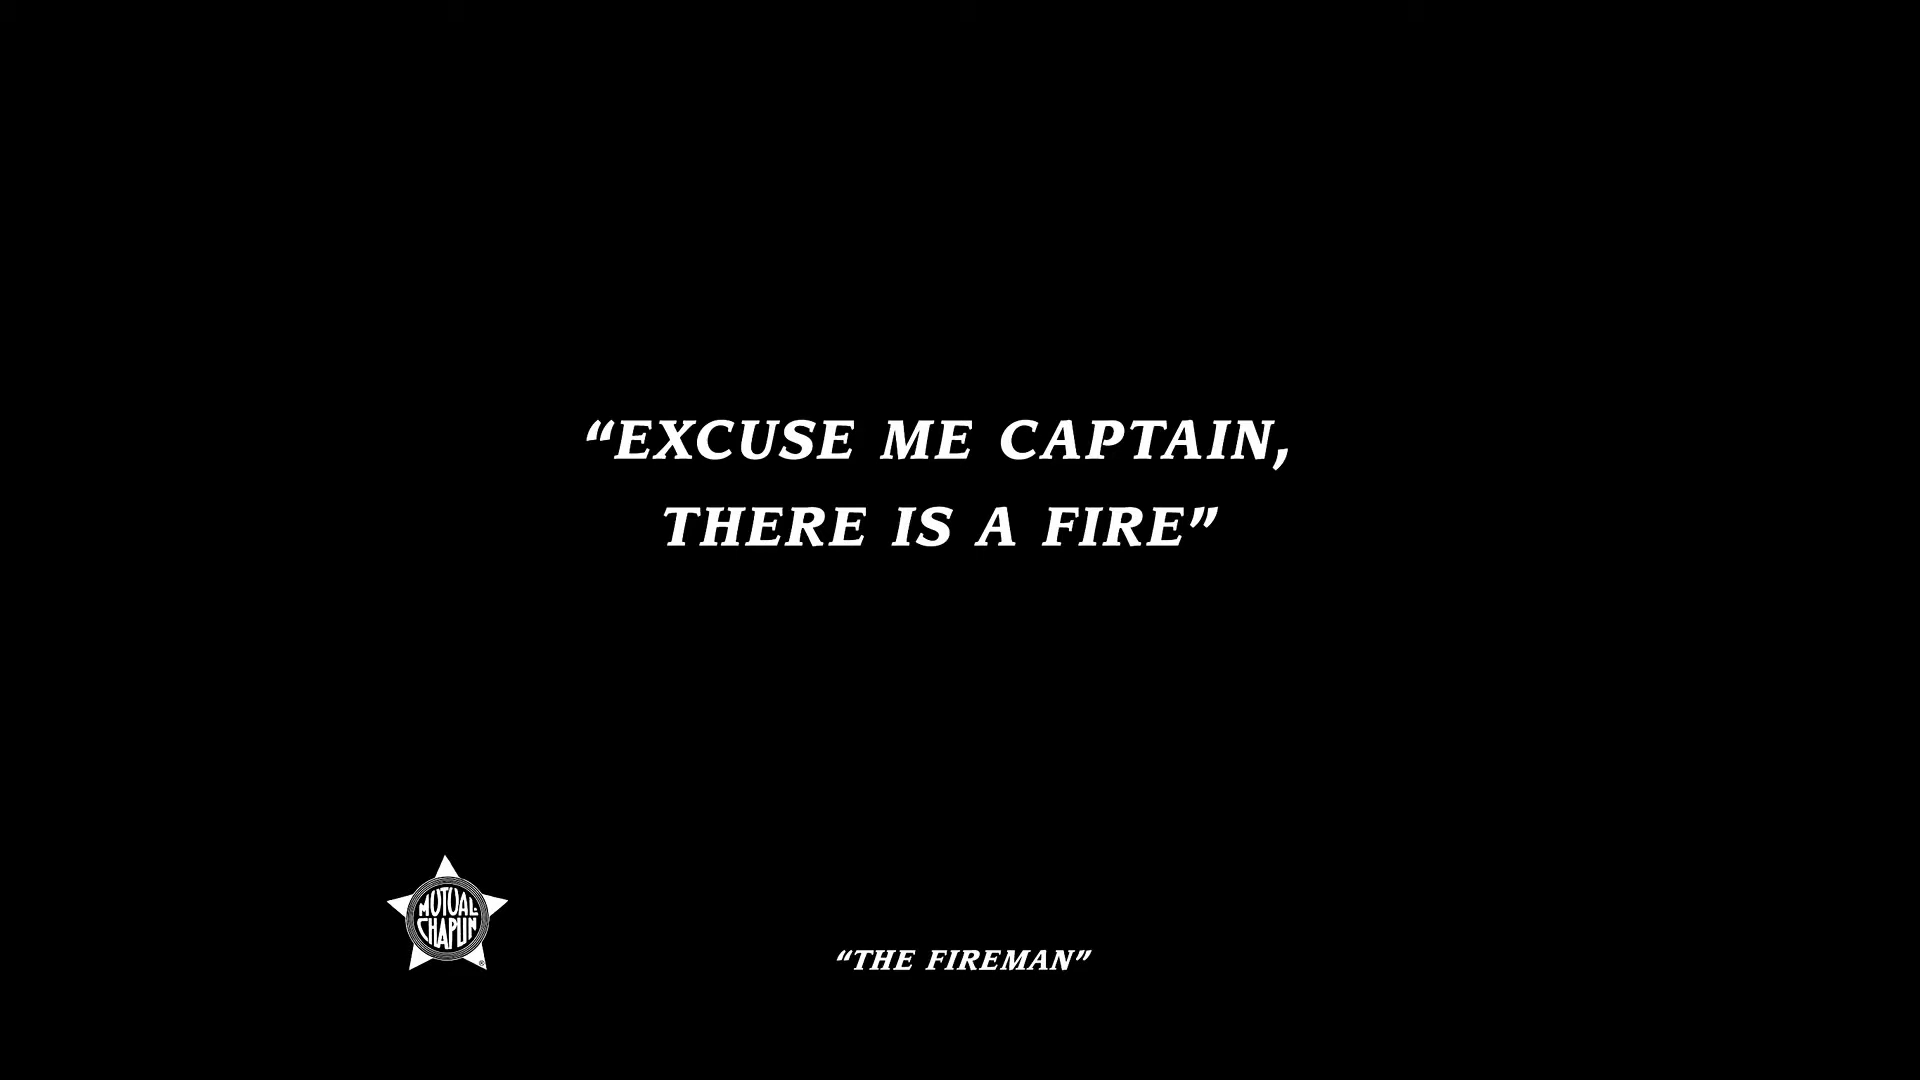 “EXCUSE ME CAPTAIN,
THERE IS A FIRE”
MUTUAL-
CHAPLIN
®
“THE FIREMAN”